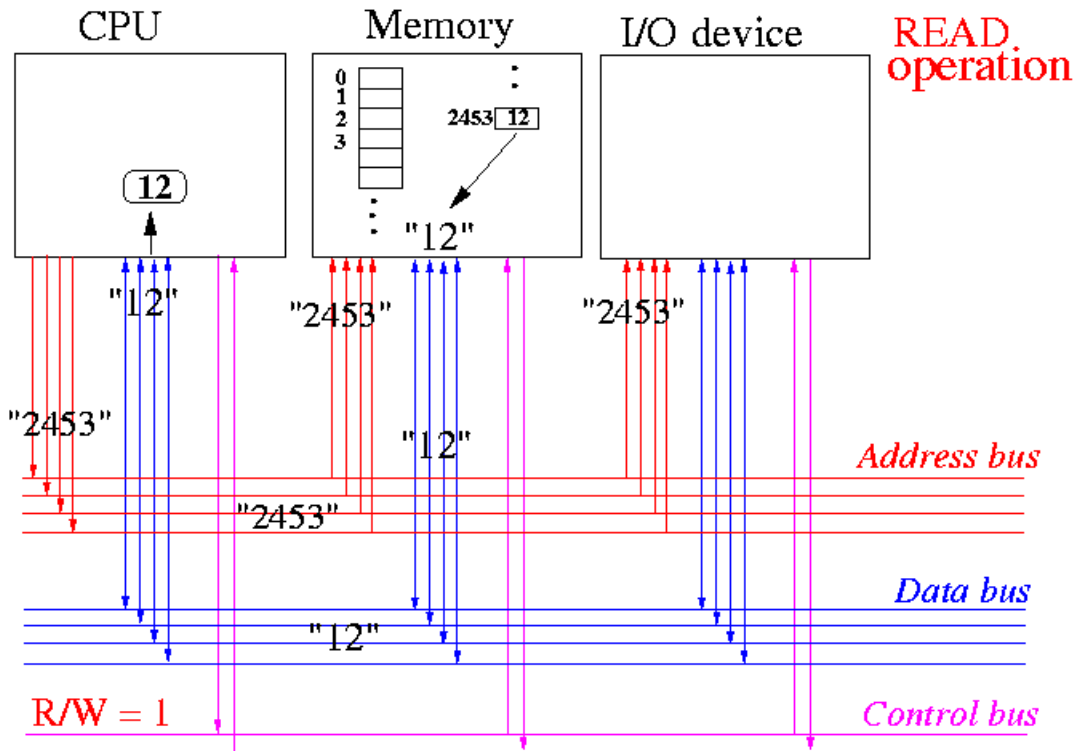 CPU
Memory
I/O device
READ
operation
0
1
2
3
2453 12
12
"12"
"12"
"2453"
"2453"
"2453"
"12"
Address bus
"2453"
Data bus
"12"
R/W = 1
Control bus